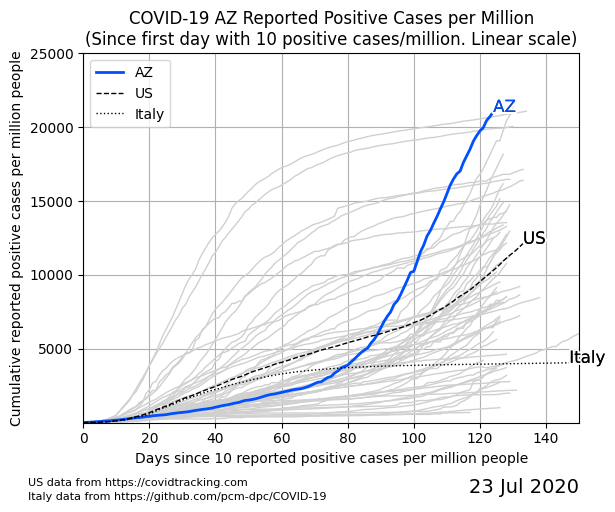 COVID-19 AZ Reported Positive Cases per Million
(Since first day with 10 positive cases/million. Linear scale)
Cumulative reported positive cases per million people
25000
20000
15000
10000
5000
AZ
US
Italy
AZ
US
Italy
0 20 40 60 80 100 120 140
Days since 10 reported positive cases per million people
US data from https://covidtracking.com
Italy data from https://github.com/pcm-dpc/COVID-19
23 Jul 2020